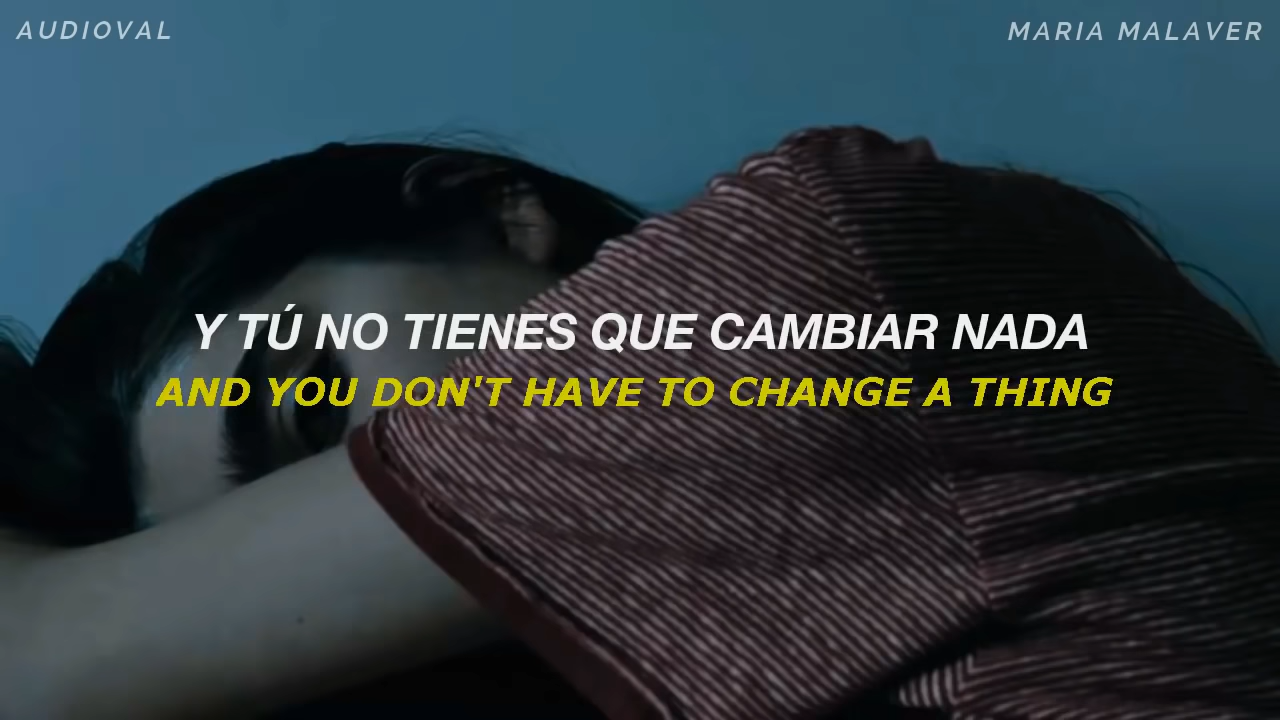 AUDIOVAL
MARIA MALAVER
Y TÚ NO TIENES QUE CAMBIAR NADA
AND YOU DON'T HAVE TO CHANGE A THING